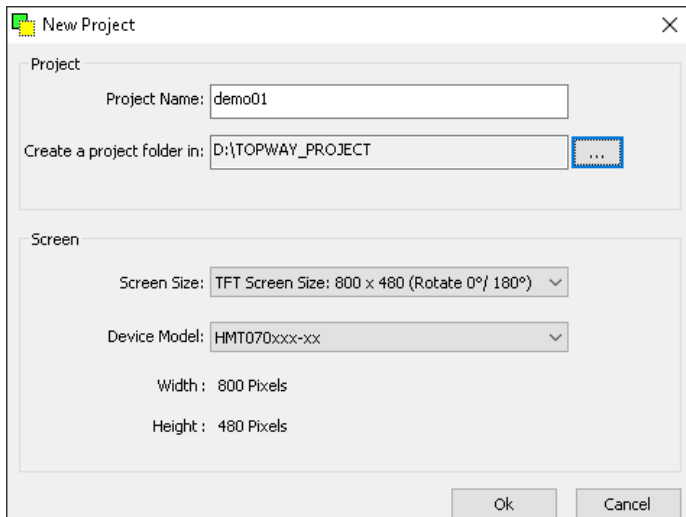 New Project
Project
Project Name: demo01
Create a project folder in: D:\TOPWAY_PROJECT ...
Screen
Screen Size: TFT Screen Size: 800 x 480 (Rotate 0°/ 180°)
Device Model: HMT070xxx-xx
Width : 800 Pixels
Height : 480 Pixels
Ok Cancel